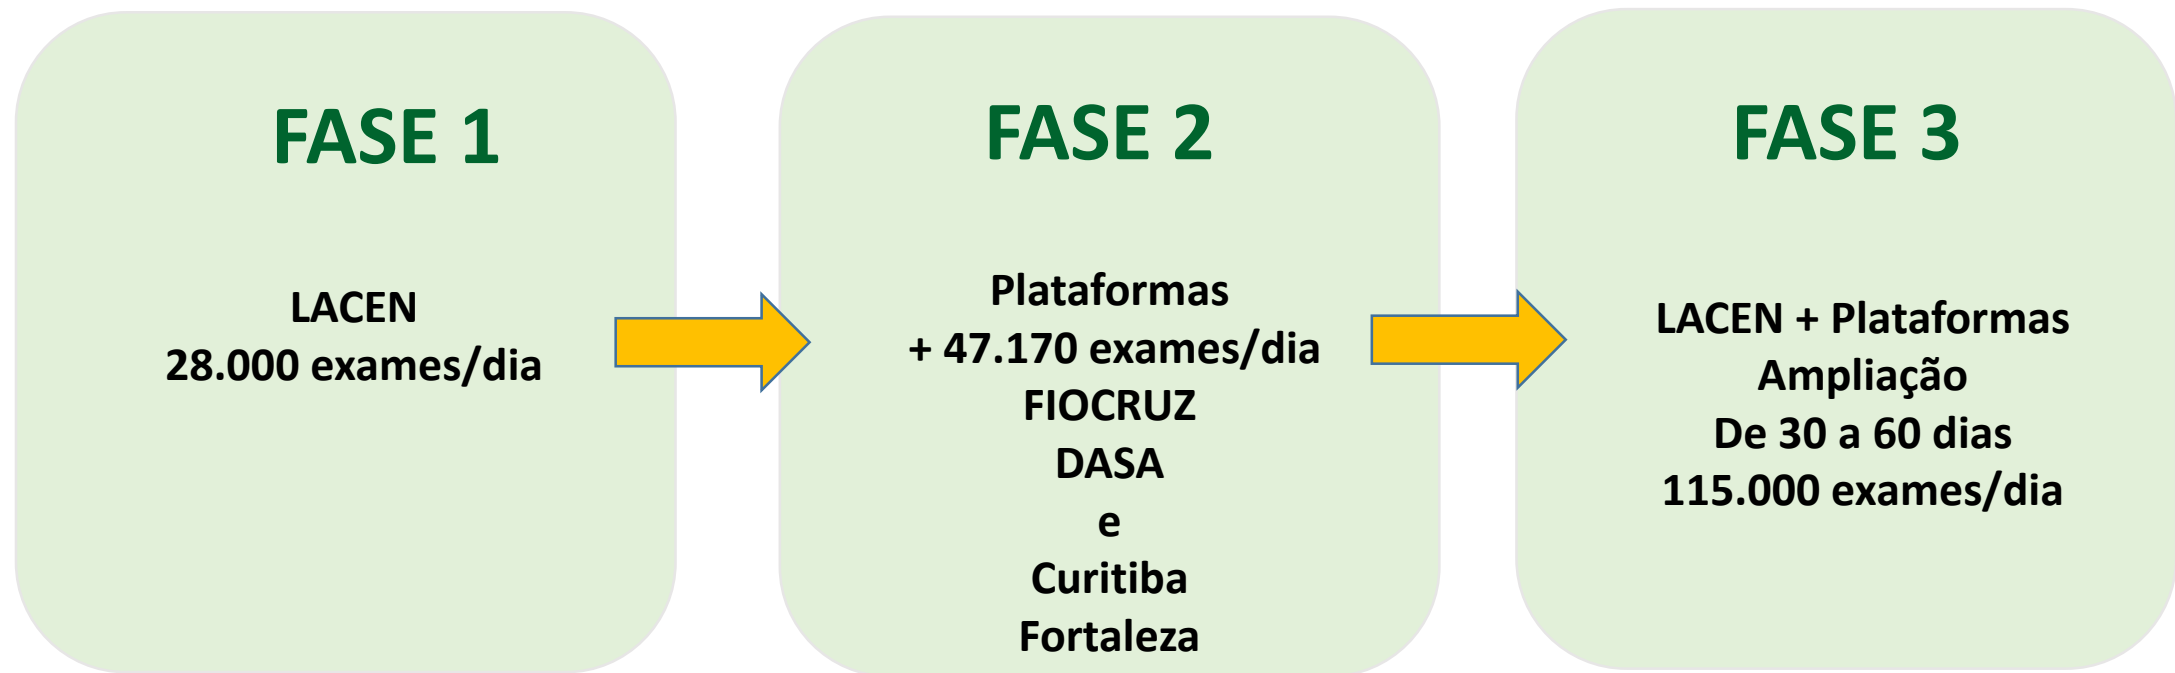 FASE 1
LACEN
28.000 exames/dia
FASE 2
Plataformas
+ 47.170 exames/dia
FIOCRUZ
DASA
e
Curitiba
Fortaleza
FASE 3
LACEN + Plataformas
Ampliação
De 30 a 60 dias
115.000 exames/dia